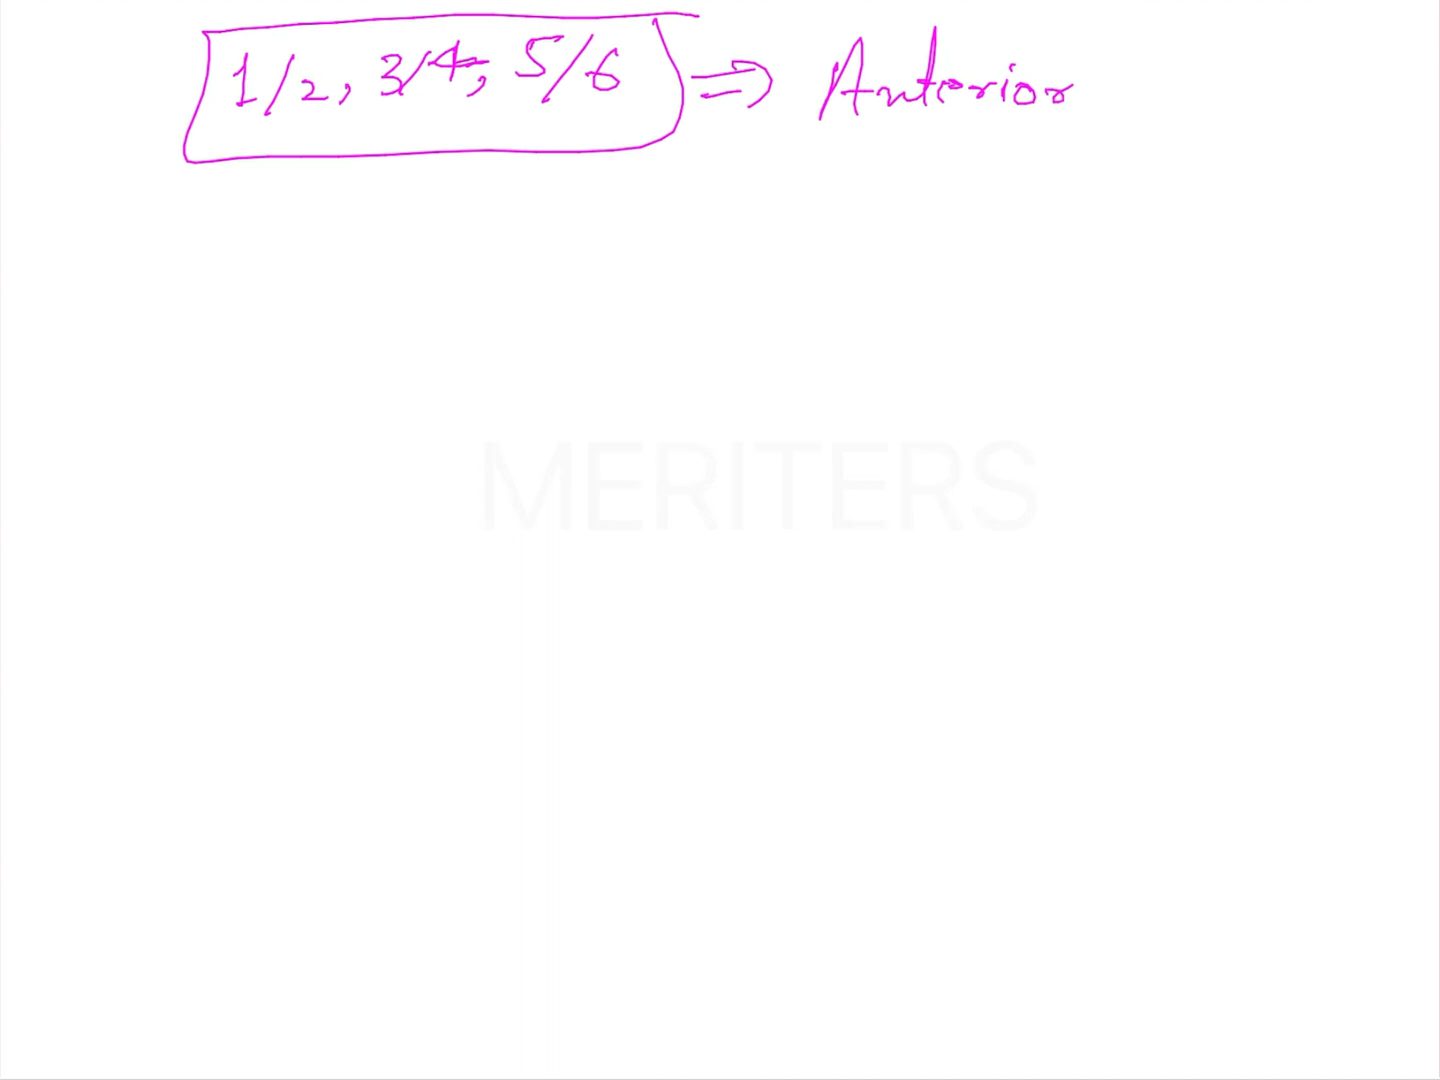 1/2, 3/4, 5/6 ⇒ Anterior
MERITERS